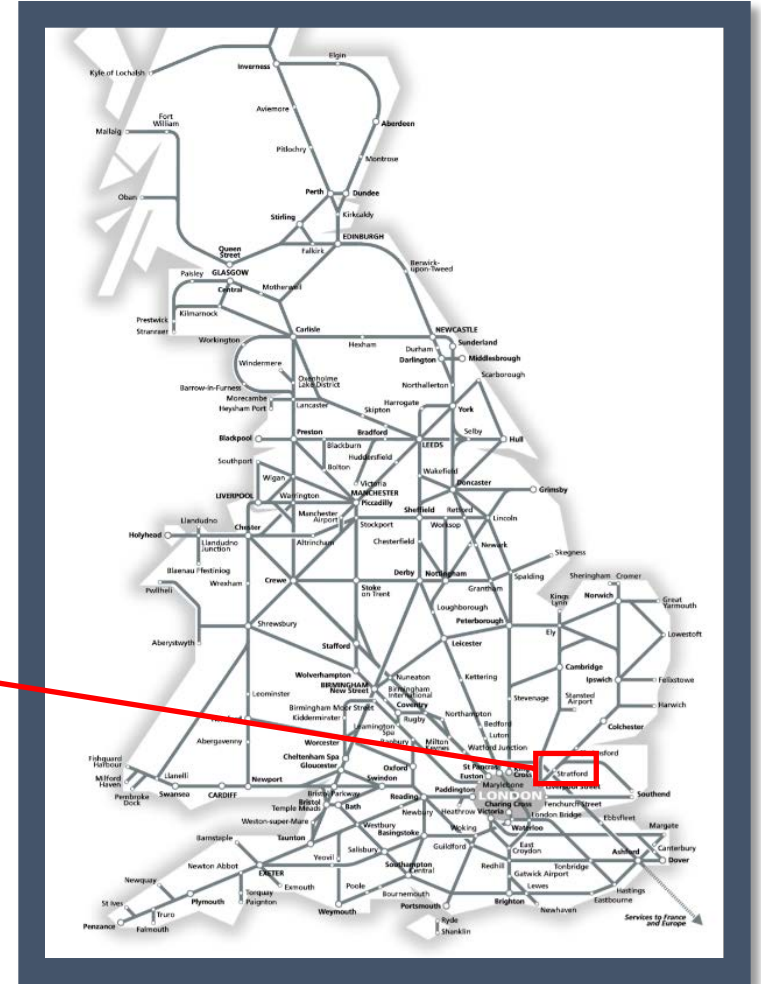 Elgin
Inverness
Kyle of Lochalsh
Aviemore
Fort
William
Mallaig
Aberdeen
Pitlochry
Montrose
Perth
Dundee
Oban
Stirling
Kirkcaldy
EDINBURGH
Queen
Street
Falkirk
Berwick-
upon-Tweed
Paisley
GLASGOW
Central
Motherwell
Prestwick
Kilmarnock
Stranraer
Carlisle
NEWCASTLE
Workington
Hexham
Sunderland
Durham
Darlington
Middlesbrough
Windermere
Oxenholme
Lake District
Scarborough
Barrow-in-Furness
Northallerton
Morecambe
Heysham Port
Lancaster
Harrogate
Skipton
York
Blackpool
Preston
Bradford
LEEDS
Selby
Hull
Blackburn
Huddersfield
Southport
Bolton
Wakefield
Wigan
Victoria
Doncaster
Grimsby
LIVERPOOL
Warrington
MANCHESTER
Piccadilly
Manchester
Airport
Sheffield
Retford
Lincoln
Llandudno
Stockport
Worksop
Holyhead
Chester
Altrincham
Llandudno
Junction
Chesterfield
Newark
Skegness
Blaenau Ffestiniog
Crewe
Derby
Nottingham
Spalding
Sheringham
Cromer
Wrexham
Stoke
on Trent
Grantham
Pwllheli
Kings
Lynn
Norwich
Great
Yarmouth
Loughborough
Peterborough
Shrewsbury
Ely
Lowestoft
Aberystwyth
Stafford
Leicester
Wolverhampton
Cambridge
BIRMINGHAM
New Street
Nuneaton
Kettering
Ipswich
Felixstowe
Birmingham
International
Leominster
Stevenage
Stansted
Airport
Harwich
Birmingham Moor Street
Coventry
Kidderminster
Rugby
Northampton
Bedford
Colchester
Leamington
Spa
Luton
Abergavenny
Worcester
Milton
Keynes
Watford Junction
Fishguard
Harbour
Cheltenham Spa
Gloucester
Oxford
St Pancras
Cross
Stratford
Euston
Milford
Haven
Llanelli
Swindon
Marylebone
Pembroke
Dock
Swansea
CARDIFF
Newport
Bristol Parkway
Reading
Paddington
LONDON
Liverpool Street
Southend
Bristol
Temple Meads
Bath
Newbury
Heathrow
Victoria
Charing Cross
Fenchurch Street
London Bridge
Ebbsfleet
Weston-super-Mare
Westbury
Basingstoke
Woking
Waterloo
Margate
Barnstaple
Taunton
Salisbury
Guildford
East
Croydon
Canterbury
Ashford
Dover
Newton Abbot
Yeovil
Southampton
Central
Redhill
Tonbridge
Gatwick Airport
EXETER
Newquay
Exmouth
Poole
Bournemouth
Lewes
Hastings
Eastbourne
St Ives
Plymouth
Torquay
Paignton
Weymouth
Portsmouth
Brighton
Newhaven
Truro
Penzance
Falmouth
Ryde
Shanklin
Services to France
and Europe